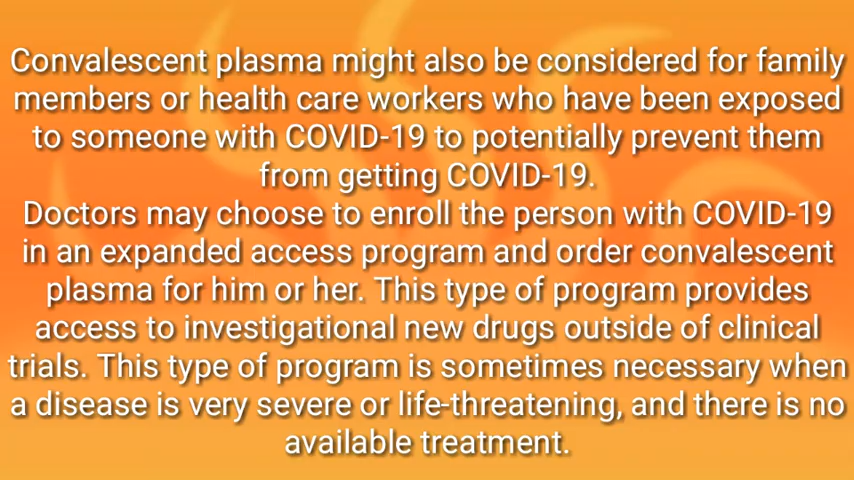 Convalescent plasma might also be considered for family
members or health care workers who have been exposed
to someone with COVID-19 to potentially prevent them
from getting COVID-19.
Doctors may choose to enroll the person with COVID-19
in an expanded access program and order convalescent
plasma for him or her. This type of program provides
access to investigational new drugs outside of clinical
trials. This type of program is sometimes necessary when
a disease is very severe or life-threatening, and there is no
available treatment.